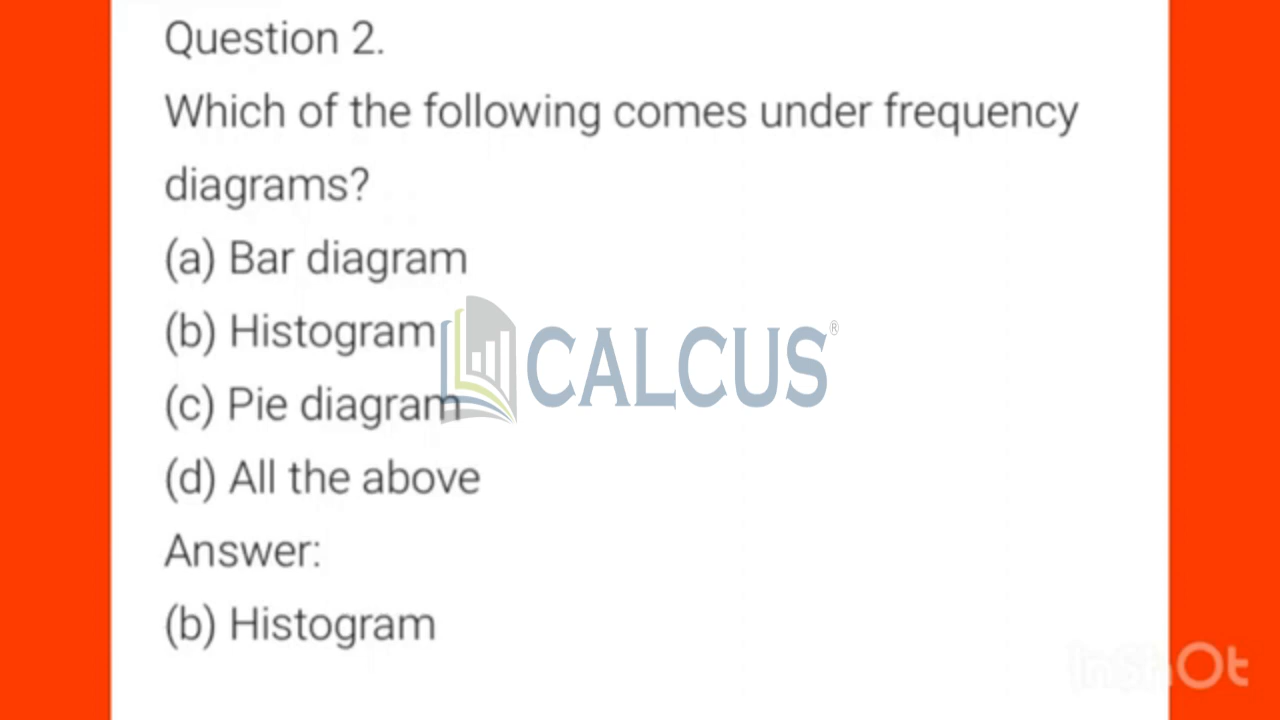 Question 2.
Which of the following comes under frequency
diagrams?
(a) Bar diagram
(b) Histogram
(c) Pie diagram
CALCUS®
(d) All the above
Answer:
(b) Histogram
InShOt